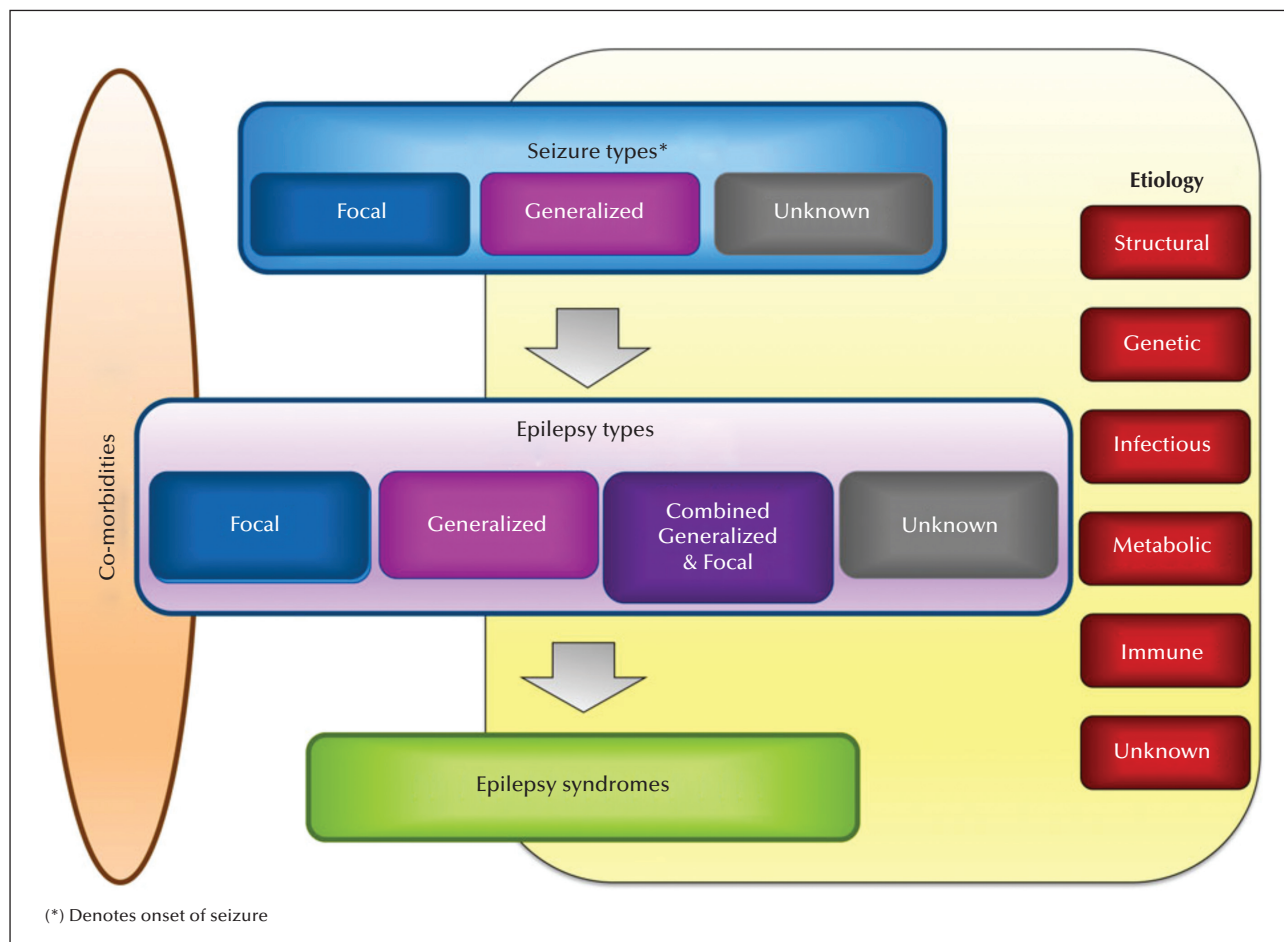 Seizure types*
Focal
Generalized
Unknown
Etiology
Structural
Genetic
Infectious
Metabolic
Immune
Unknown
Co-morbidities
Epilepsy types
Focal
Generalized
Combined
Generalized
& Focal
Unknown
Epilepsy syndromes
(*) Denotes onset of seizure